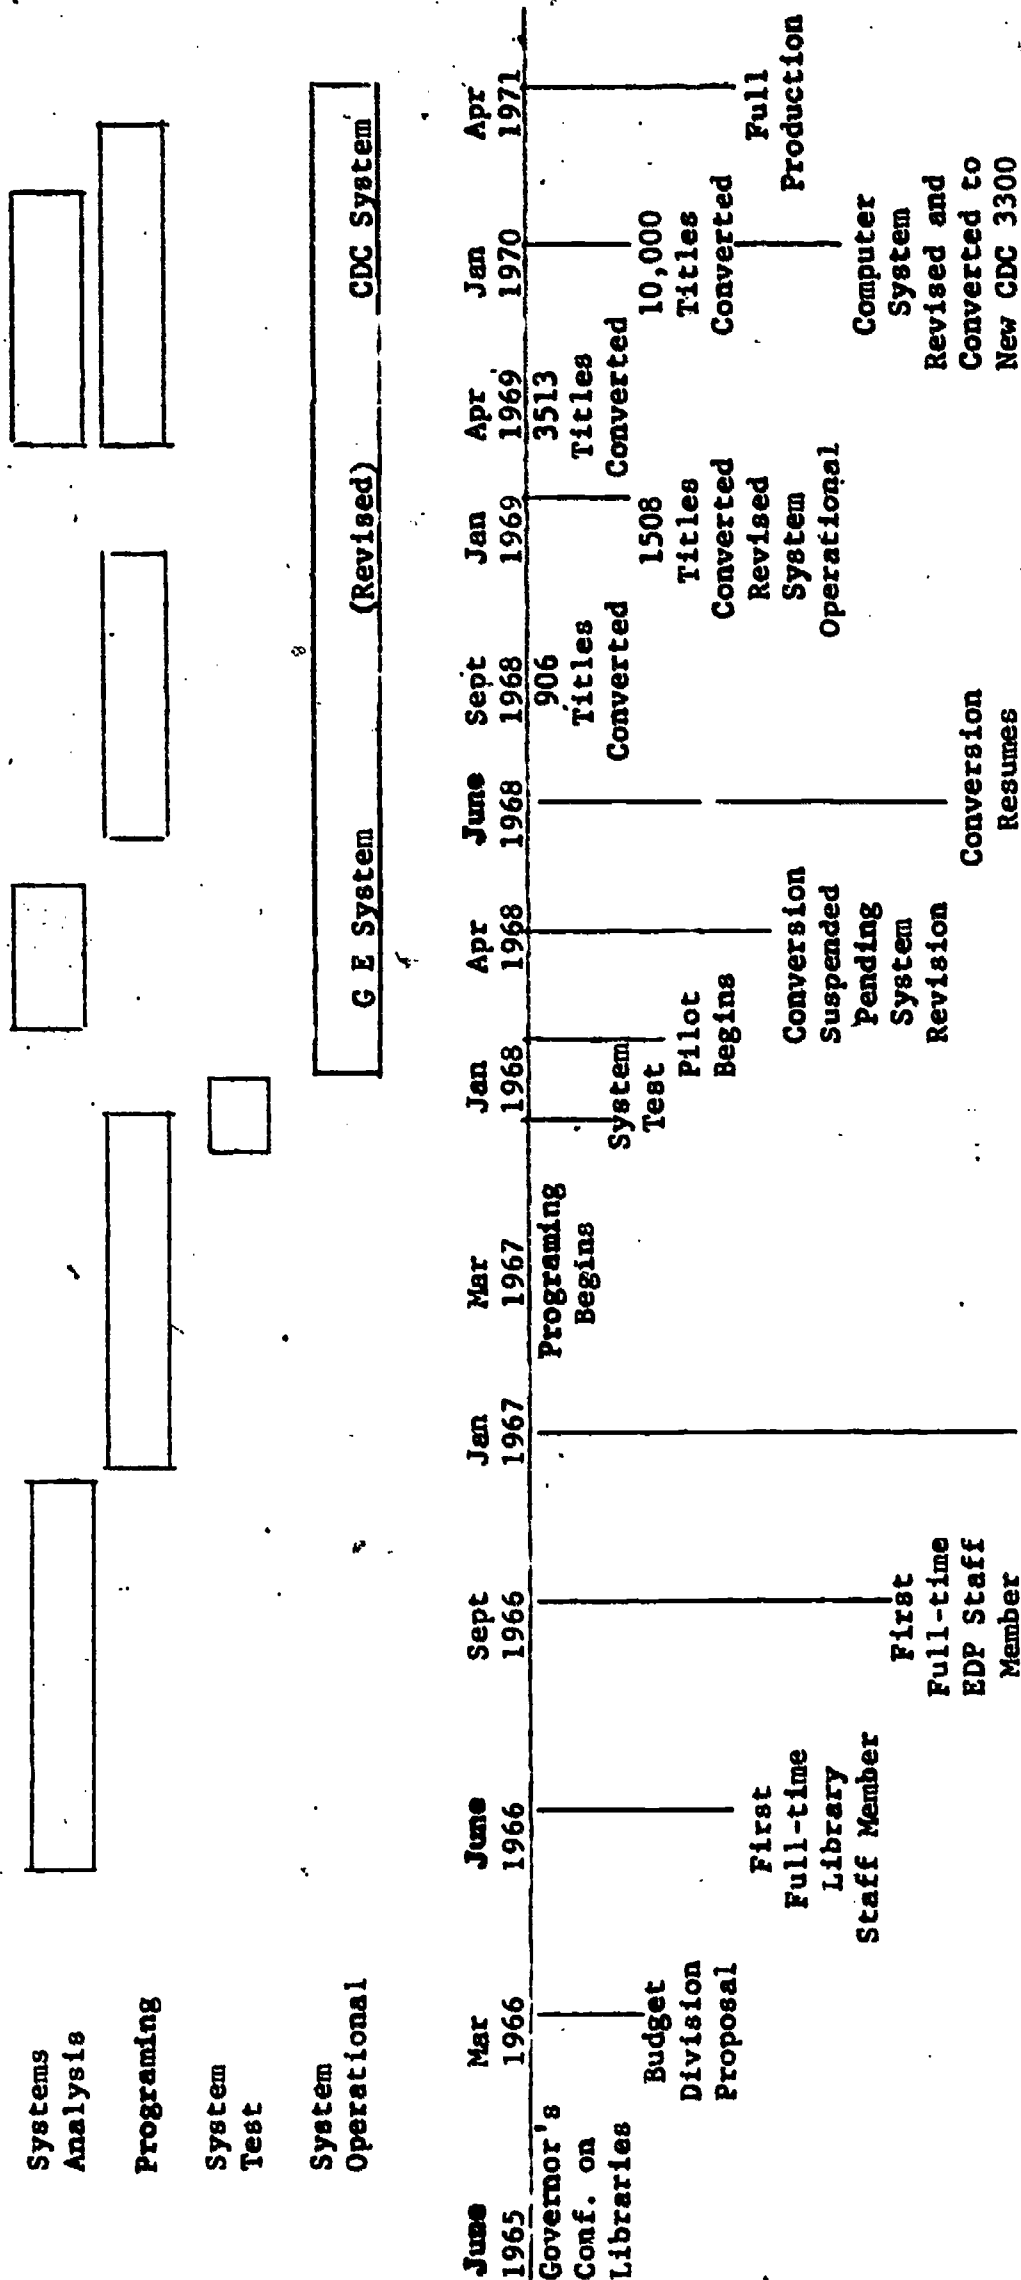 Systems
Analysis
Programing
System
Test
System
Operational
G E System (Revised) CDC System
June
1965
Governor's
Conf. on
Libraries
Mar
1966
Budget
Division
Proposal
June
1966
First
Full-time
Library
Staff Member
Sept
1966
First
Full-time
EDP Staff
Member
Jan
1967
Mar
1967
Programing
Begins
Jan
1968
System
Test
Pilot
Begins
Apr
1968
Conversion
Suspended
Pending
System
Revision
June
1968
Conversion
Resumes
Sept
1968
906
Titles
Converted
Jan
1969
1508
Titles
Converted
Revised
System
Operational
Apr
1969
3513
Titles
Converted
Jan
1970
10,000
Titles
Converted
Computer
System
Revised and
Converted to
New CDC 3300
Apr
1971
Full
Production